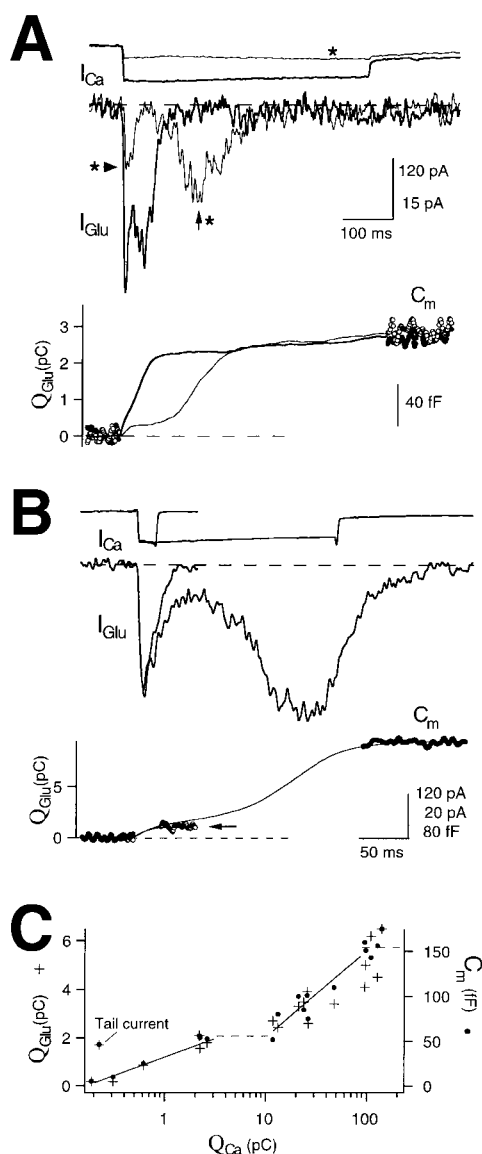 A
*
I_Ca
*
120 pA
15 pA
*
I_Glu
100 ms
C_m
3
2
1
0
Q_Glu(pC)
40 fF
B
I_Ca
I_Glu
C_m
5
0
Q_Glu(pC)
120 pA
20 pA
80 fF
50 ms
C
6
4
2
0
Q_Glu (pC) +
Tail current
150
100
50
0
C_m (fF) •
1
10
100
Q_Ca (pC)